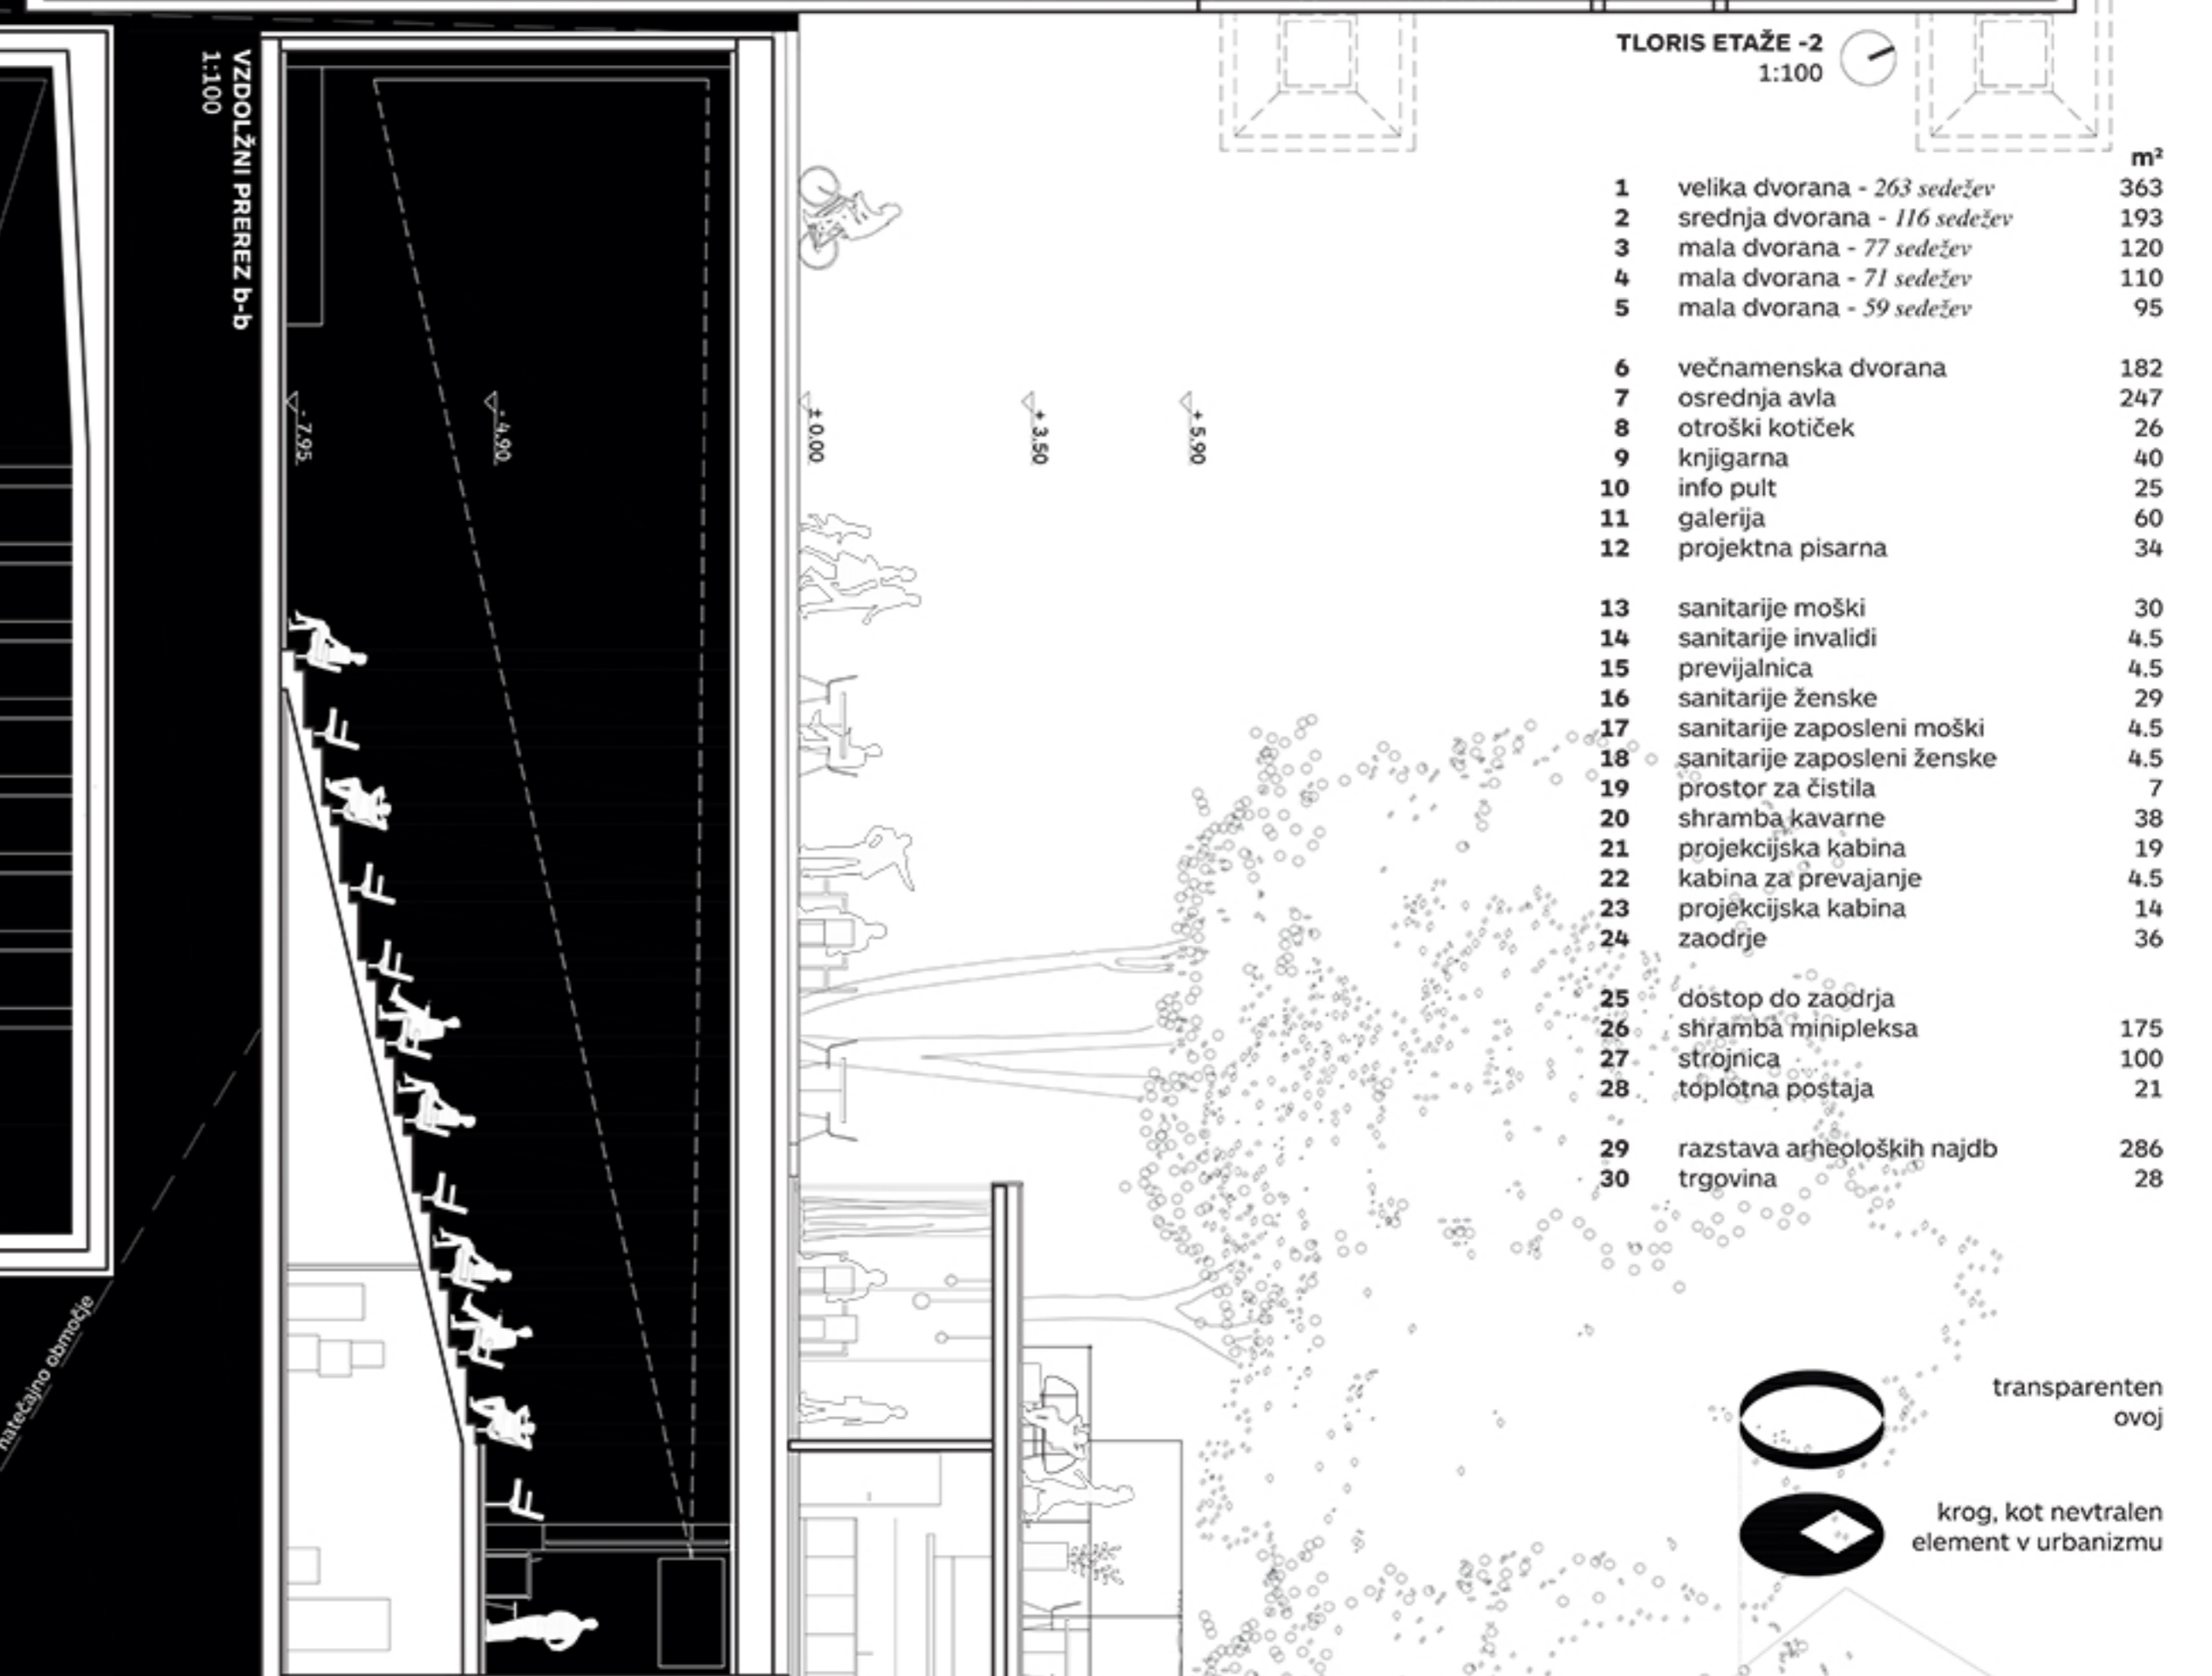 VZDOLŽNI PREREZ b-b
1:100
- 7.95
- 4.90
± 0.00
+ 3.50
+ 5.90
natečajno območje
TLORIS ETAŽE -2
1:100
m²
1 velika dvorana - 263 sedežev 363
2 srednja dvorana - 116 sedežev 193
3 mala dvorana - 77 sedežev 120
4 mala dvorana - 71 sedežev 110
5 mala dvorana - 59 sedežev 95
6 večnamenska dvorana 182
7 osrednja avla 247
8 otroški kotiček 26
9 knjigarna 40
10 info pult 25
11 galerija 60
12 projektna pisarna 34
13 sanitarije moški 30
14 sanitarije invalidi 4.5
15 previjalnica 4.5
16 sanitarije ženske 29
17 sanitarije zaposleni moški 4.5
18 sanitarije zaposleni ženske 4.5
19 prostor za čistila 7
20 shramba kavarne 38
21 projekcijska kabina 19
22 kabina za prevajanje 4.5
23 projekcijska kabina 14
24 zaodrje 36
25 dostop do zaodrja
26 shramba minipleksa 175
27 strojnica 100
28 toplotna postaja 21
29 razstava arheoloških najdb 286
30 trgovina 28
transparenten
ovoj
krog, kot nevtralen
element v urbanizmu